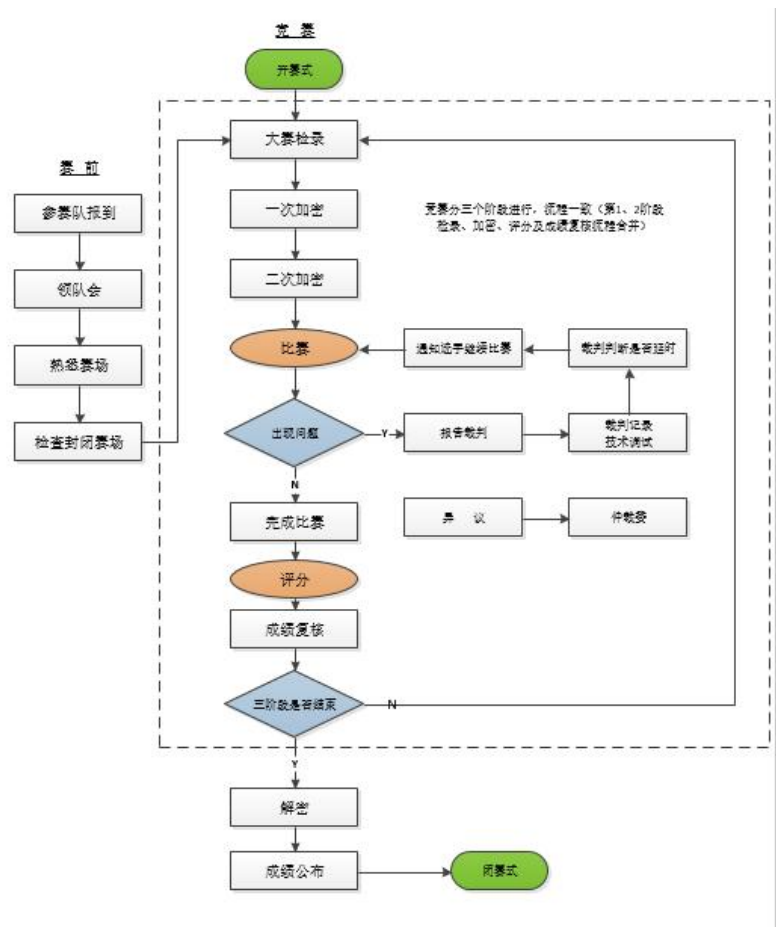 竞 赛
开赛式
大赛检录
赛 前
参赛队报到
一次加密
竞赛分三个阶段进行，流程一致（第1、2阶段
检录、加密、评分及成绩复核流程合并）
领队会
二次加密
熟悉赛场
比赛
通知选手继续比赛
裁判判断是否延时
检查封闭赛场
出现问题
Y
报告裁判
裁判记录
技术调试
N
完成比赛
异 议
仲裁委
评分
成绩复核
三阶段是否结束
N
Y
解密
成绩公布
闭赛式